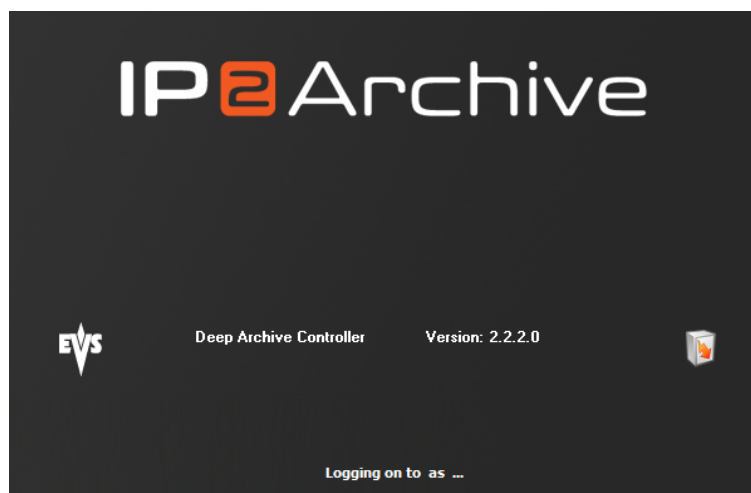 IP2Archive
EVS
Deep Archive Controller Version: 2.2.2.0
Logging on to as ...